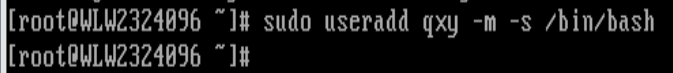 [root@WLW2324096 ~]# sudo useradd qxy -m -s /bin/bash
[root@WLW2324096 ~]#